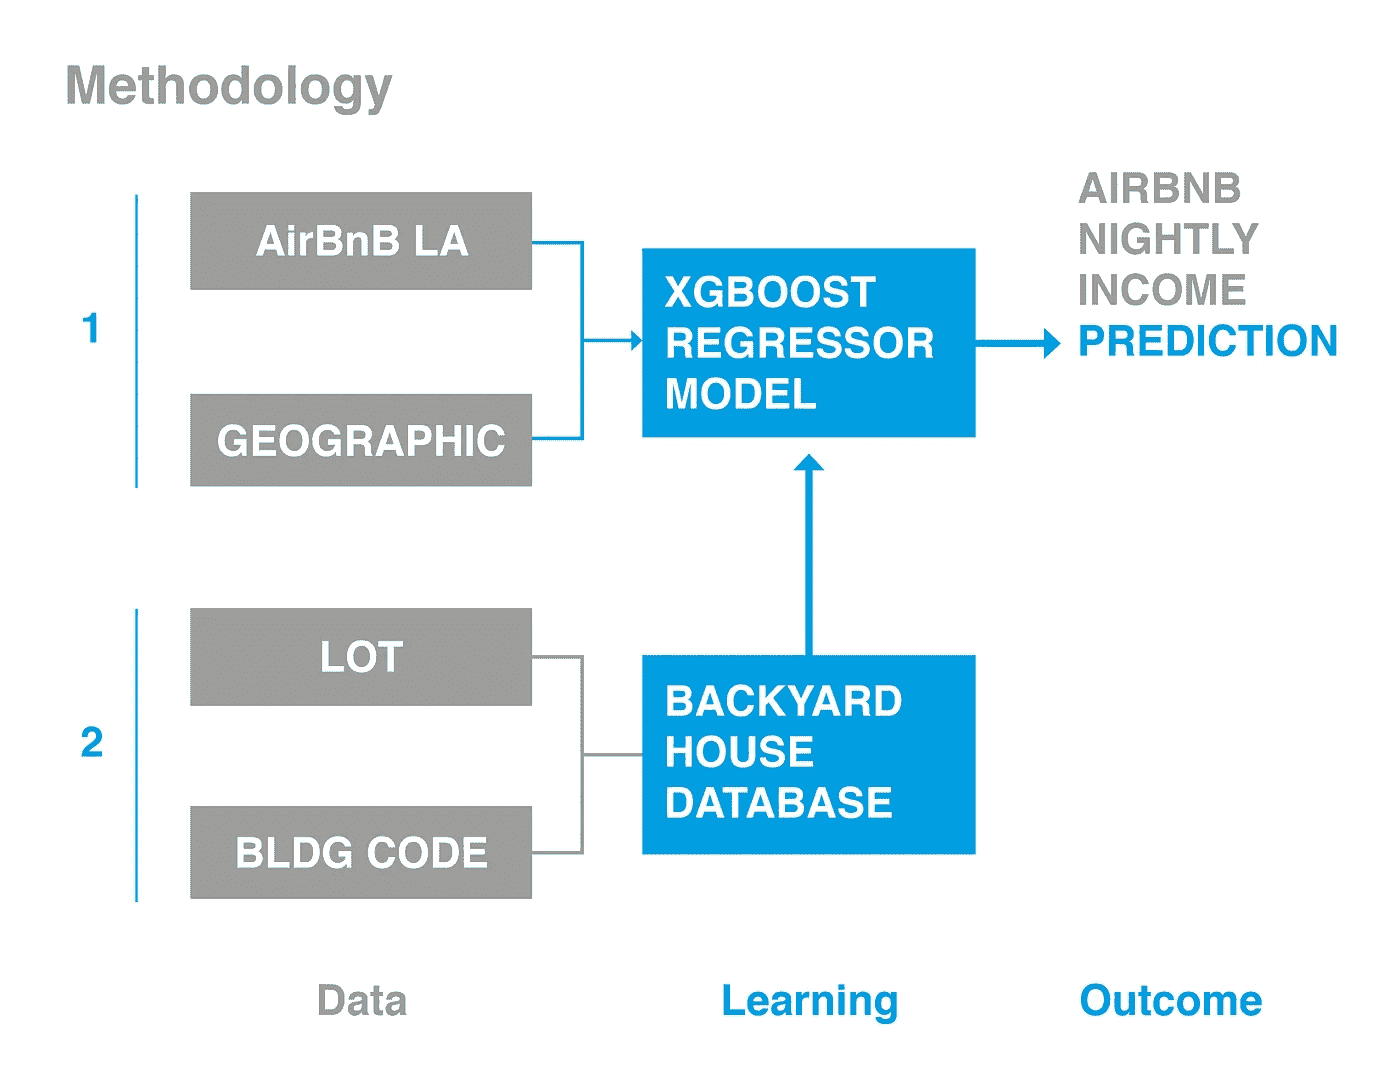 Methodology
1
AirBnB LA
GEOGRAPHIC
XGBOOST
REGRESSOR
MODEL
AIRBNB
NIGHTLY
INCOME
PREDICTION
2
LOT
BLDG CODE
BACKYARD
HOUSE
DATABASE
Data
Learning
Outcome